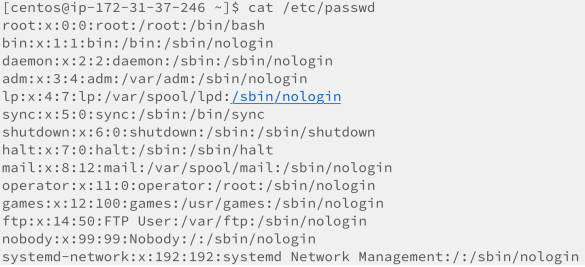 [centos@ip-172-31-37-246 ~]$ cat /etc/passwd
root:x:0:0:root:/root:/bin/bash
bin:x:1:1:bin:/bin:/sbin/nologin
daemon:x:2:2:daemon:/sbin:/sbin/nologin
adm:x:3:4:adm:/var/adm:/sbin/nologin
lp:x:4:7:lp:/var/spool/lpd:/sbin/nologin
sync:x:5:0:sync:/sbin:/bin/sync
shutdown:x:6:0:shutdown:/sbin:/sbin/shutdown
halt:x:7:0:halt:/sbin:/sbin/halt
mail:x:8:12:mail:/var/spool/mail:/sbin/nologin
operator:x:11:0:operator:/root:/sbin/nologin
games:x:12:100:games:/usr/games:/sbin/nologin
ftp:x:14:50:FTP User:/var/ftp:/sbin/nologin
nobody:x:99:99:Nobody:/:/sbin/nologin
systemd-network:x:192:192:systemd Network Management:/:/sbin/nologin